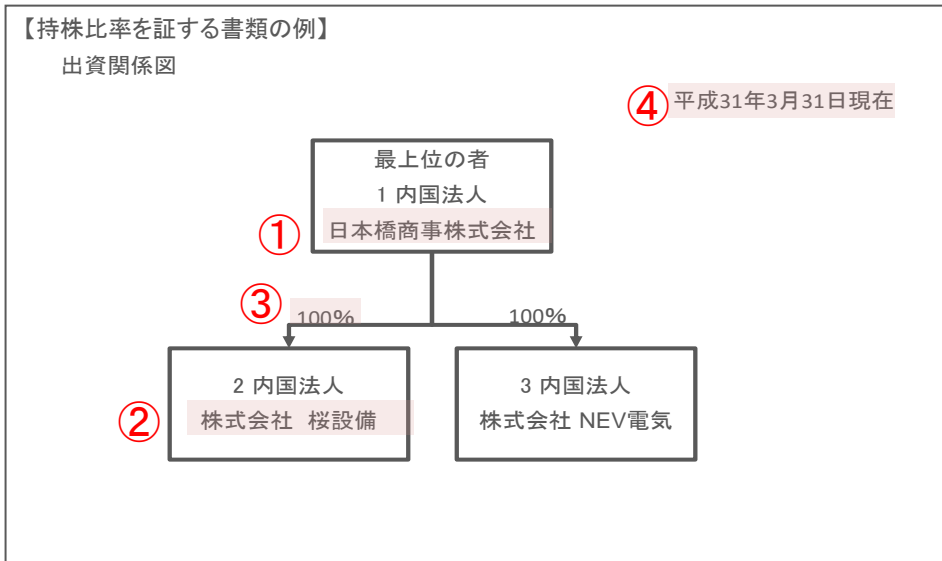 【持株比率を証する書類の例】
出資関係図
④ 平成31年3月31日現在
最上位の者
1 内国法人
① 日本橋商事株式会社
③ 100%
100%
2 内国法人
② 株式会社 桜設備
3 内国法人
株式会社 NEV電気